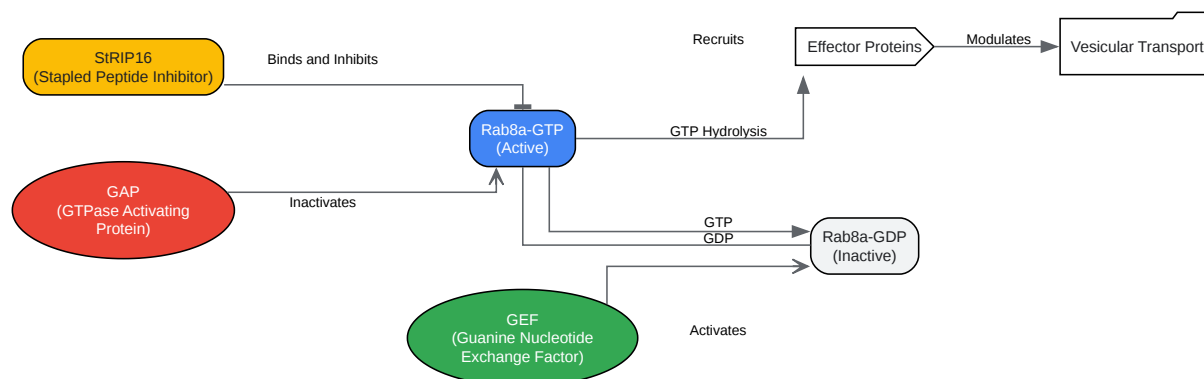 StRIP16
(Stapled Peptide Inhibitor)
Binds and Inhibits
Recruits
Effector Proteins
Modulates
Vesicular Transport
Rab8a-GTP
(Active)
GTP Hydrolysis
GAP
(GTPase Activating
Protein)
Inactivates
GTP
GDP
Rab8a-GDP
(Inactive)
GEF
(Guanine Nucleotide
Exchange Factor)
Activates